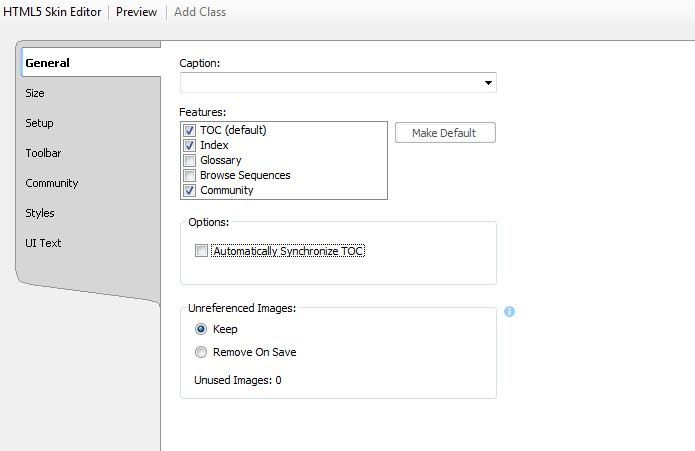 HTML5 Skin Editor Preview Add Class
General
Size
Setup
Toolbar
Community
Styles
UI Text
Caption:
Features:
TOC (default)
Index
Glossary
Browse Sequences
Community
Make Default
Options:
Automatically Synchronize TOC
Unreferenced Images:
Keep
Remove On Save
Unused Images: 0